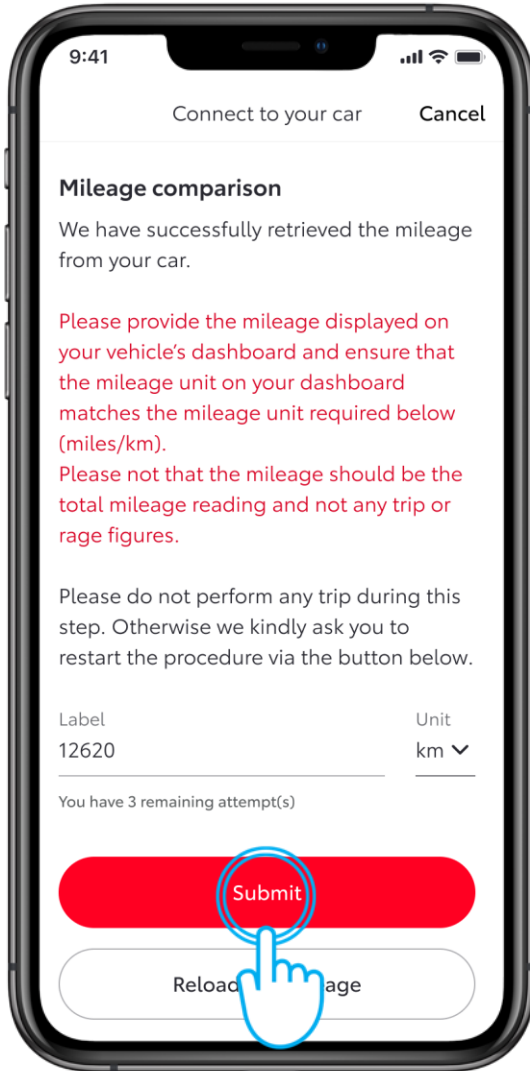 9:41
Connect to your car Cancel
Mileage comparison
We have successfully retrieved the mileage
from your car.
Please provide the mileage displayed on
your vehicle's dashboard and ensure that
the mileage unit on your dashboard
matches the mileage unit required below
(miles/km).
Please not that the mileage should be the
total mileage reading and not any trip or
rage figures.
Please do not perform any trip during this
step. Otherwise we kindly ask you to
restart the procedure via the button below.
Label Unit
12620 km
You have 3 remaining attempt(s)
Submit